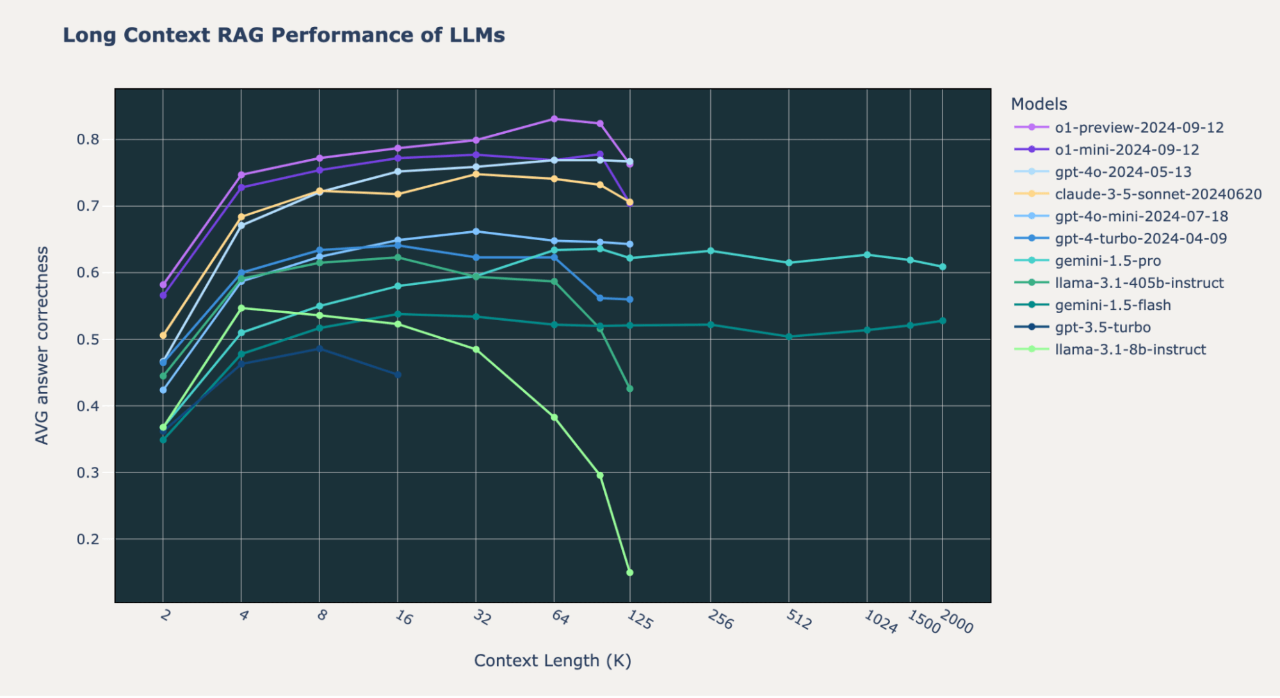 Long Context RAG Performance of LLMs
Models
o1-preview-2024-09-12
o1-mini-2024-09-12
gpt-4o-2024-05-13
claude-3-5-sonnet-20240620
gpt-4o-mini-2024-07-18
gpt-4-turbo-2024-04-09
gemini-1.5-pro
llama-3.1-405b-instruct
gemini-1.5-flash
gpt-3.5-turbo
llama-3.1-8b-instruct
AVG answer correctness
0.8
0.7
0.6
0.5
0.4
0.3
0.2
2 4 8 16 32 64 125 256 512 1024 1500 2000
Context Length (K)